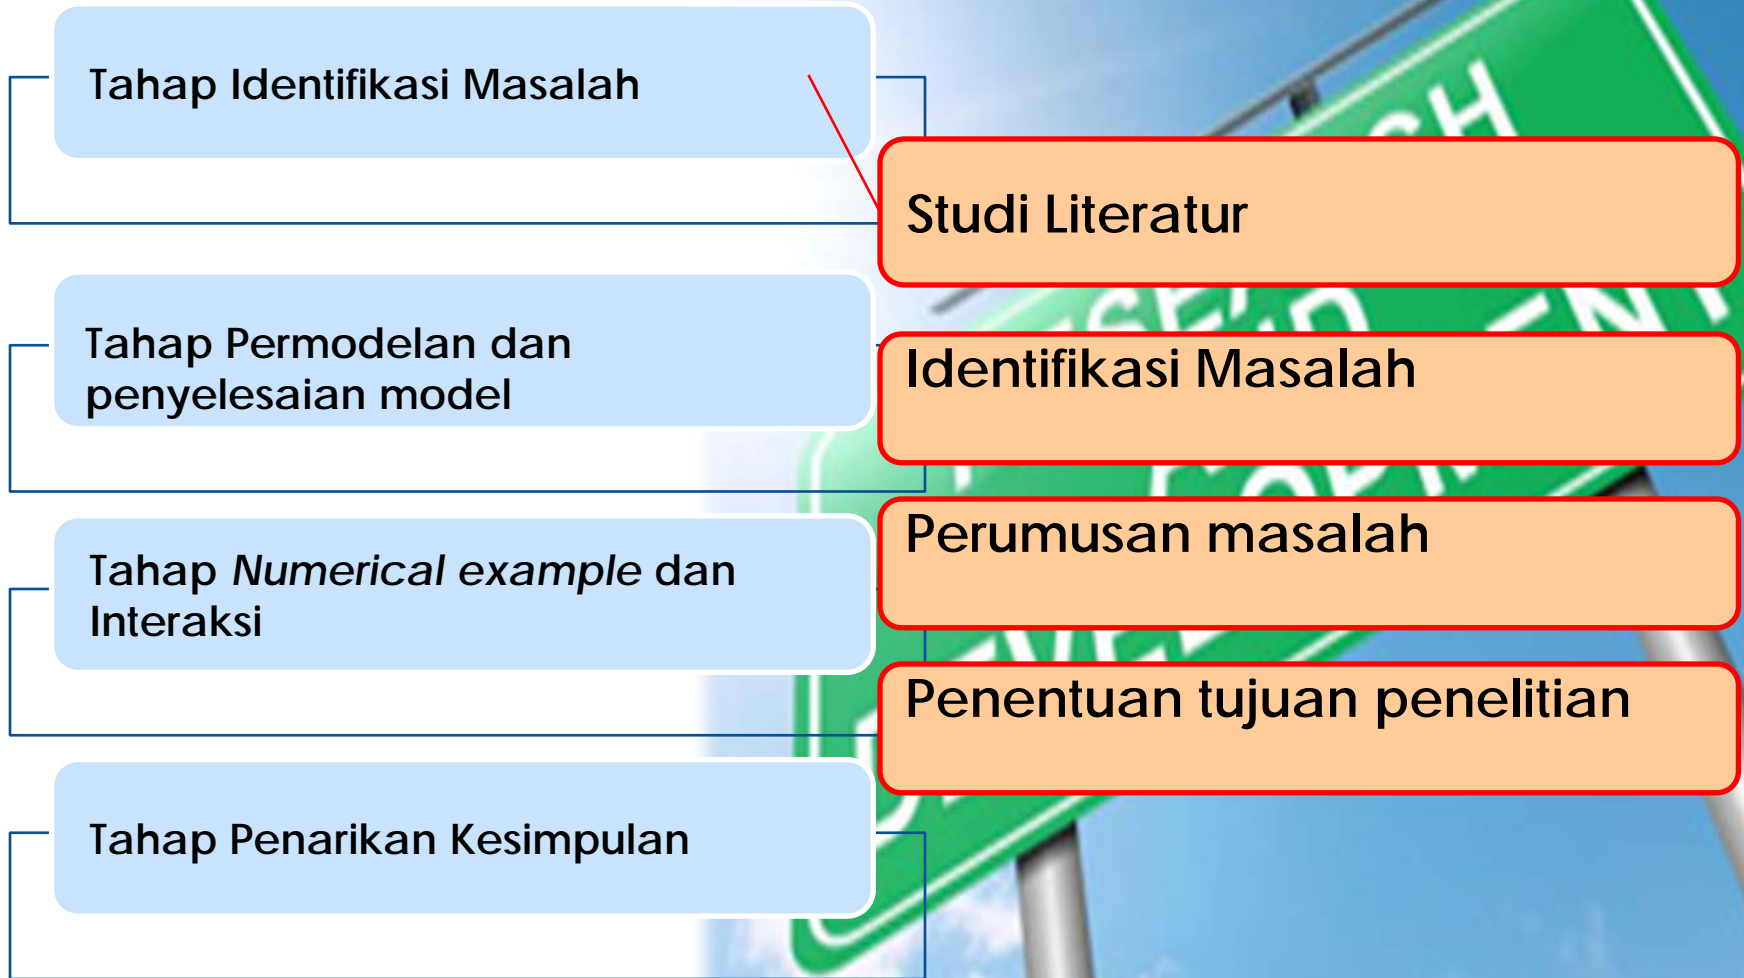 Tahap Identifikasi Masalah
Tahap Permodelan dan
penyelesaian model
Tahap Numerical example dan
Interaksi
Tahap Penarikan Kesimpulan
Studi Literatur
Identifikasi Masalah
Perumusan masalah
Penentuan tujuan penelitian